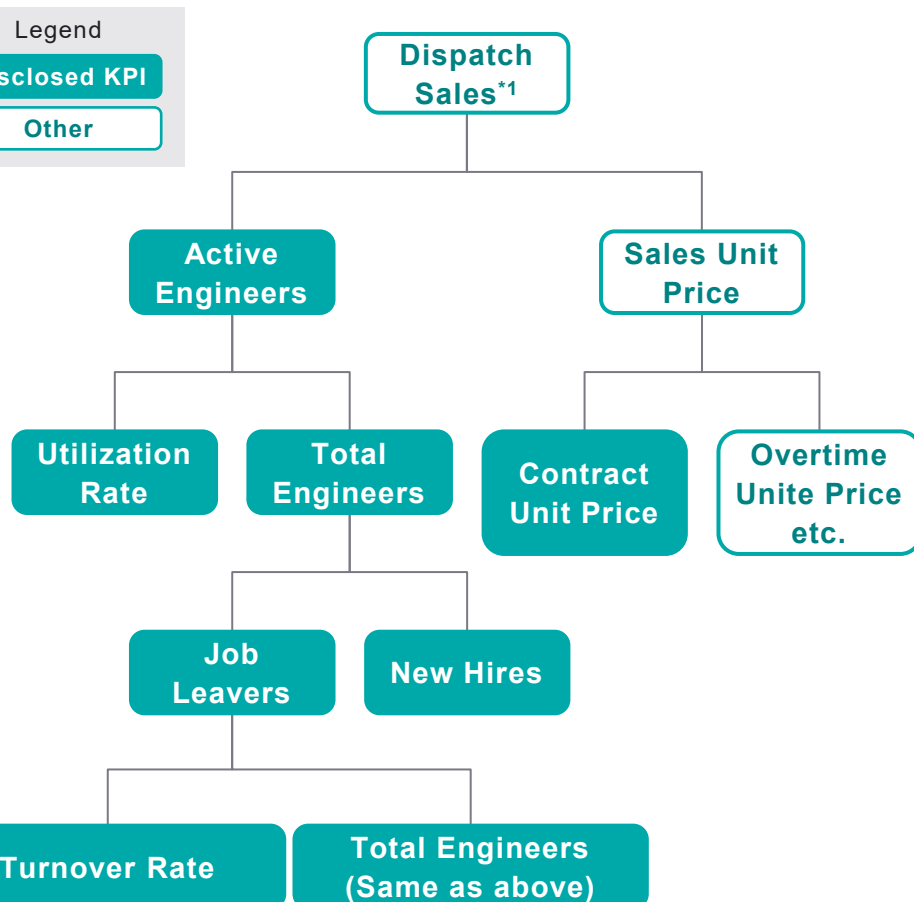 Legend
sclosed KPI
Other
Dispatch
Sales*1
Active
Engineers
Sales Unit
Price
Utilization
Rate
Total
Engineers
Contract
Unit Price
Overtime
Unite Price
etc.
Job
Leavers
New Hires
Turnover Rate
Total Engineers
(Same as above)